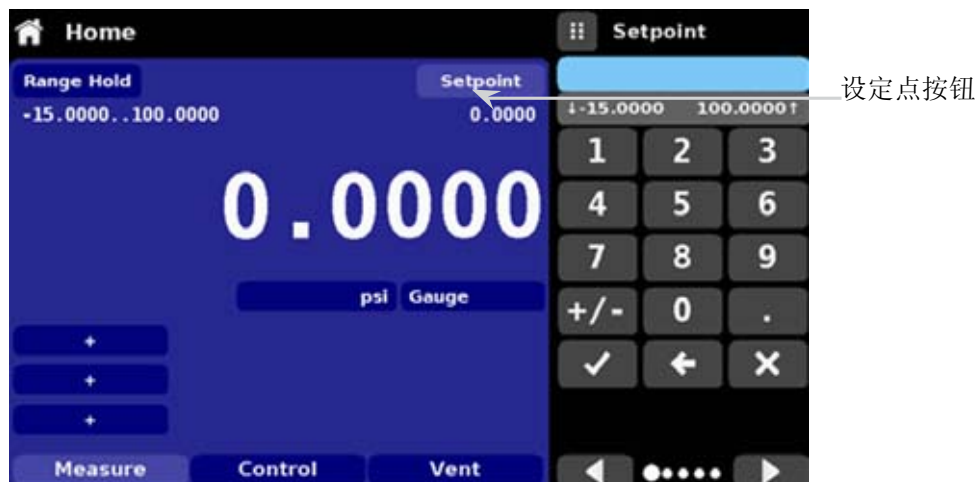 Home
Range Hold
Setpoint
-15.0000..100.0000
0.0000
0.0000
psi
Gauge
+
+
+
Measure
Control
Vent
Setpoint
↓-15.0000 100.0000↑
1 2 3
4 5 6
7 8 9
+/- 0 .
设定点按钮